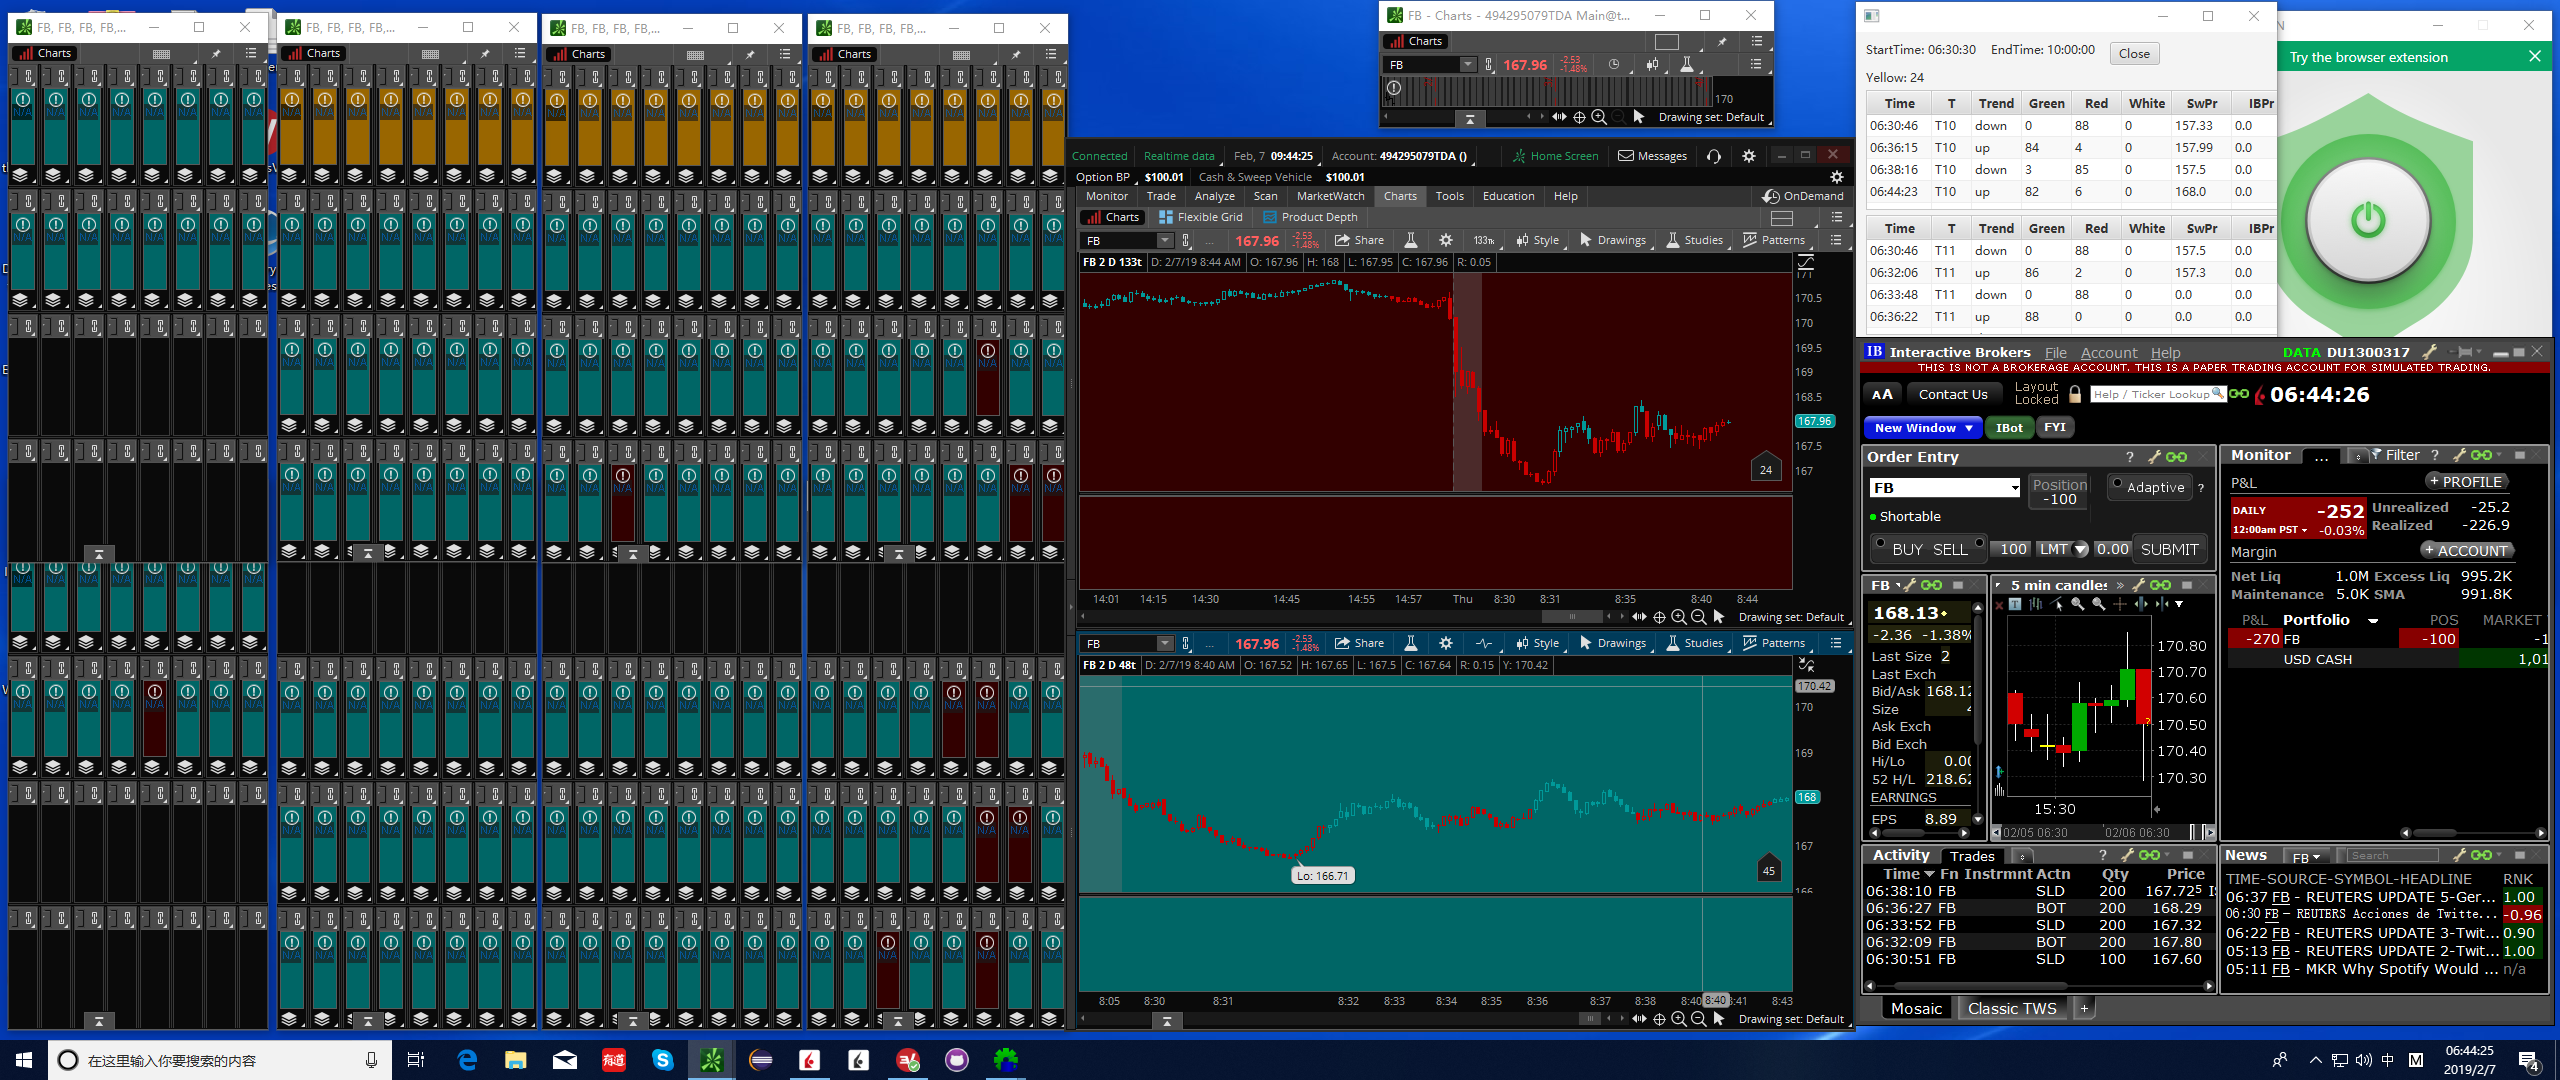 FB, FB, FB, FB,...
Charts
FB, FB, FB, FB,...
Charts
FB, FB, FB, FB,...
Charts
FB, FB, FB, FB,...
Charts
N/A
FB - Charts - 494295079TDA Main@t...
Charts
FB 167.96 -2.53 -1.48%
170
Drawing set: Default
Connected Realtime data Feb, 7 09:44:25 Account: 494295079TDA () Home Screen Messages
Option BP $100.01 Cash & Sweep Vehicle $100.01
Monitor Trade Analyze Scan MarketWatch Charts Tools Education Help OnDemand
Charts Flexible Grid Product Depth
FB 167.96 -2.53 -1.48% Share 133tk Style Drawings Studies Patterns
FB 2 D 133t D: 2/7/19 8:44 AM O: 167.96 H: 168 L: 167.95 C: 167.96 R: 0.05
171
170.5
170
169.5
169
168.5
167.96
167.5
167
24
14:01 14:15 14:30 14:45 14:55 14:57 Thu 8:30 8:31 8:35 8:40 8:44
Drawing set: Default
FB 167.96 -2.53 -1.48% Share Style Drawings Studies Patterns
FB 2 D 48t D: 2/7/19 8:40 AM O: 167.52 H: 167.65 L: 167.5 C: 167.64 R: 0.15 Y: 170.42
170.42
170
169
168
167
166
Lo: 166.71
45
8:05 8:30 8:31 8:32 8:33 8:34 8:35 8:36 8:37 8:38 8:40 8:40 8:41 8:43
Drawing set: Default
StartTime: 06:30:30 EndTime: 10:00:00 Close
Yellow: 24
Time T Trend Green Red White SwPr IBPr
06:30:46 T10 down 0 88 0 157.33 0.0
06:36:15 T10 up 84 4 0 157.99 0.0
06:38:16 T10 down 3 85 0 157.5 0.0
06:44:23 T10 up 82 6 0 168.0 0.0
Time T Trend Green Red White SwPr IBPr
06:30:46 T11 down 0 88 0 157.5 0.0
06:32:06 T11 up 86 2 0 157.3 0.0
06:33:48 T11 down 0 88 0 0.0 0.0
06:36:22 T11 up 88 0 0 0.0 0.0
N
Try the browser extension
IB Interactive Brokers File Account Help DATA DU1300317
THIS IS NOT A BROKERAGE ACCOUNT. THIS IS A PAPER TRADING ACCOUNT FOR SIMULATED TRADING.
AA Contact Us Layout Locked Help / Ticker Lookup 06:44:26
New Window IBot FYI
Order Entry ?
FB Position -100 Adaptive ?
Shortable
BUY SELL 100 LMT 0.00 SUBMIT
Monitor ... Filter ?
P&L + PROFILE
DAILY -252 Unrealized -25.2
12:00am PST -0.03% Realized -226.9
Margin + ACCOUNT
Net Liq 1.0M Excess Liq 995.2K
Maintenance 5.0K SMA 991.8K
P&L Portfolio POS MARKET
-270 FB -100 -1
USD CASH 1,01
FB
168.13
-2.36 -1.38%
Last Size 2
Last Exch
Bid/Ask 168.12
Size 4
Ask Exch
Bid Exch
Hi/Lo 0.00
52 H/L 218.62
EARNINGS
EPS 8.89
5 min candles
170.80
170.70
170.60
170.50
170.40
170.30
15:30
02/05 06:30 02/06 06:30
Activity Trades ?
Time Fn Instrmnt Actn Qty Price
06:38:10 FB SLD 200 167.725
06:36:27 FB BOT 200 168.29
06:33:52 FB SLD 200 167.32
06:32:09 FB BOT 200 167.80
06:30:51 FB SLD 100 167.60
News FB Search
TIME-SOURCE-SYMBOL-HEADLINE RNK
06:37 FB - REUTERS UPDATE 5-Ger... 1.00
06:30 FB - REUTERS Acciones de Twitte... -0.96
06:22 FB - REUTERS UPDATE 3-Twit... 0.90
05:13 FB - REUTERS UPDATE 2-Twit... 1.00
05:11 FB - MKR Why Spotify Would ... n/a
Mosaic Classic TWS +
在这里输入你要搜索的内容
有道
中 M
06:44:25
2019/2/7
4